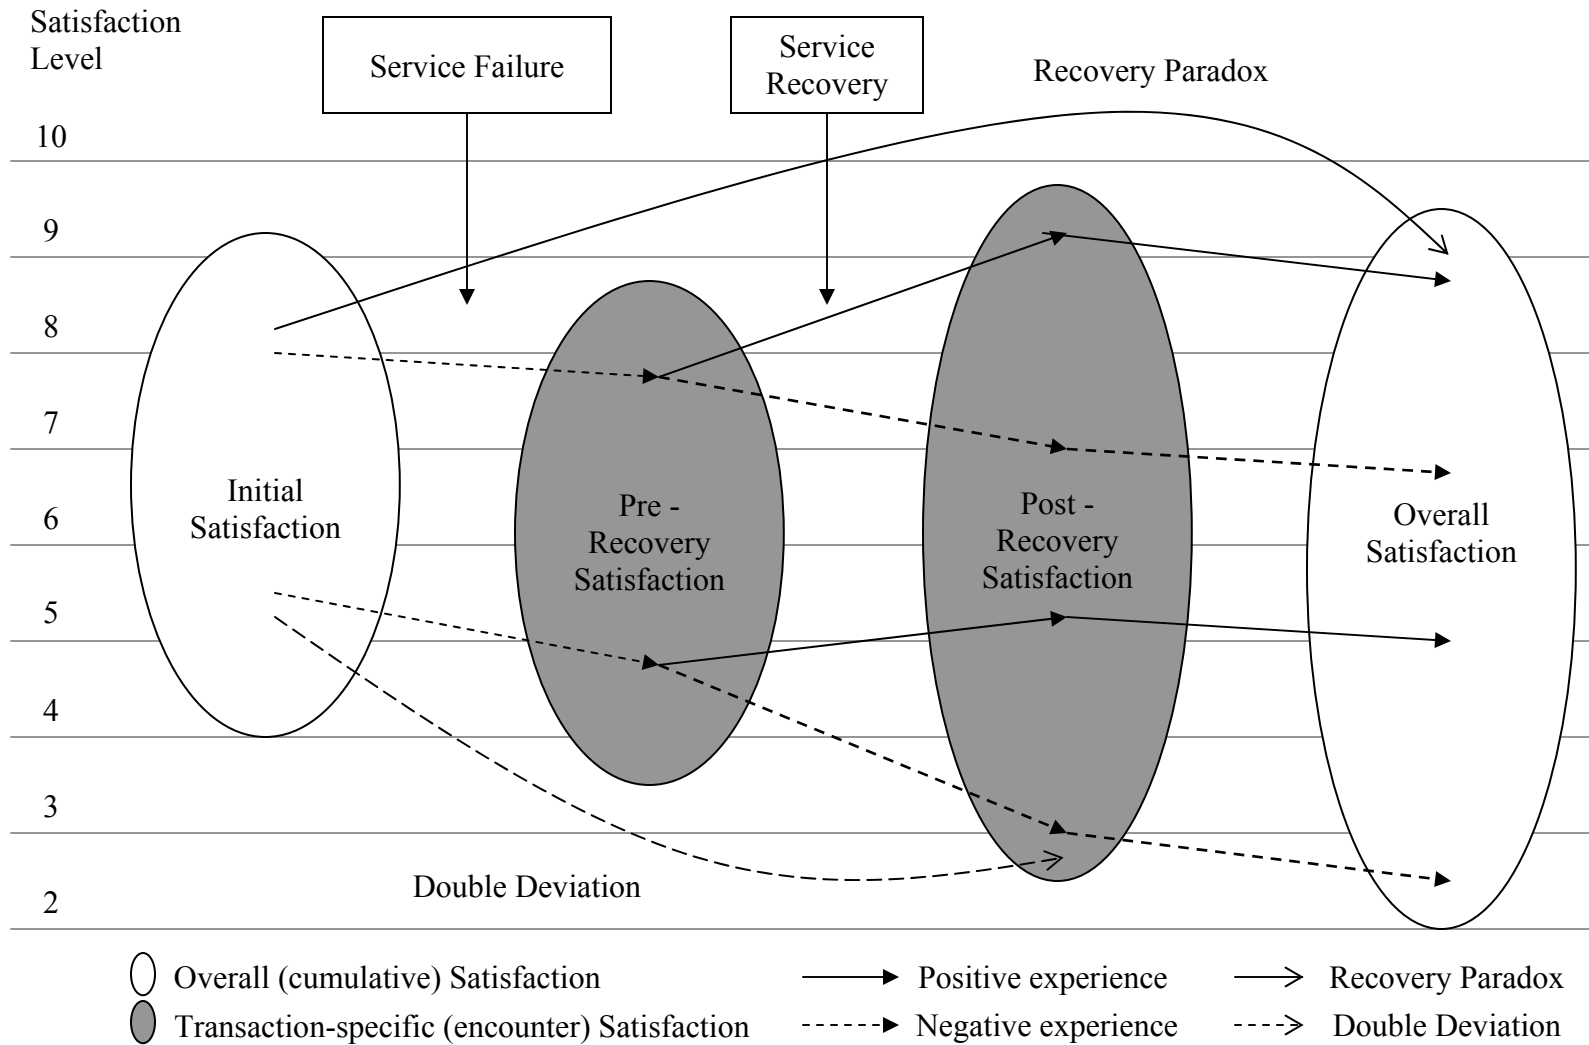 Satisfaction
Level
Service Failure
Service
Recovery
Recovery Paradox
10
9
8
7
6
5
4
3
2
Initial
Satisfaction
Pre -
Recovery
Satisfaction
Post -
Recovery
Satisfaction
Overall
Satisfaction
Double Deviation
Overall (cumulative) Satisfaction
Positive experience
Recovery Paradox
Transaction-specific (encounter) Satisfaction
Negative experience
Double Deviation